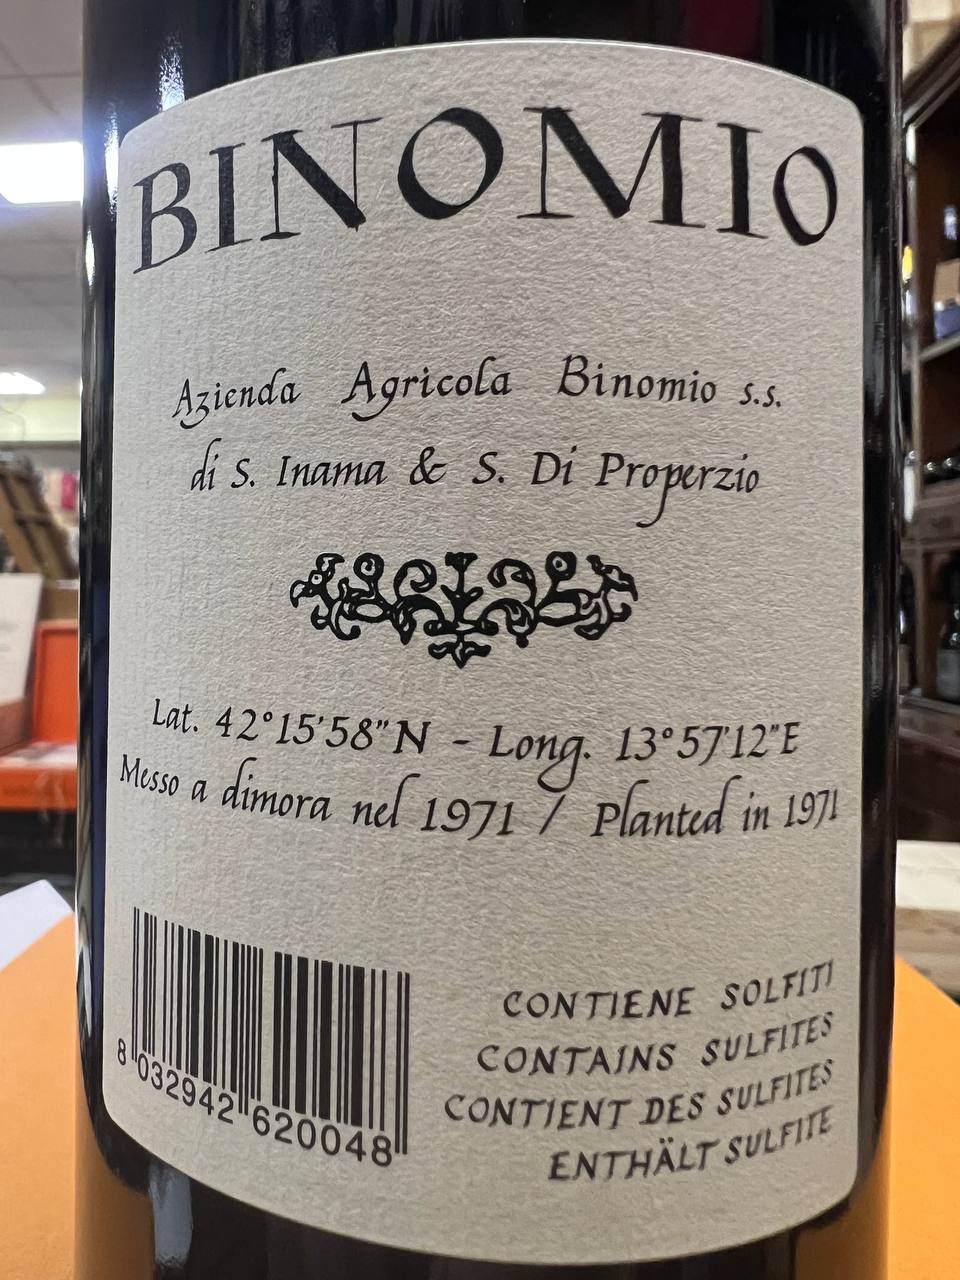 BINOMIO
Azienda Agricola Binomio s.s.
di S. Inama & S. Di Properzio
Lat. 42°15'58"N - Long. 13°57'12"E
Messo a dimora nel 1971 / Planted in 1971
CONTIENE SOLFITI
CONTAINS SULFITES
CONTIENT DES SULFITES
ENTHÄLT SULFITE
8 032942 620048